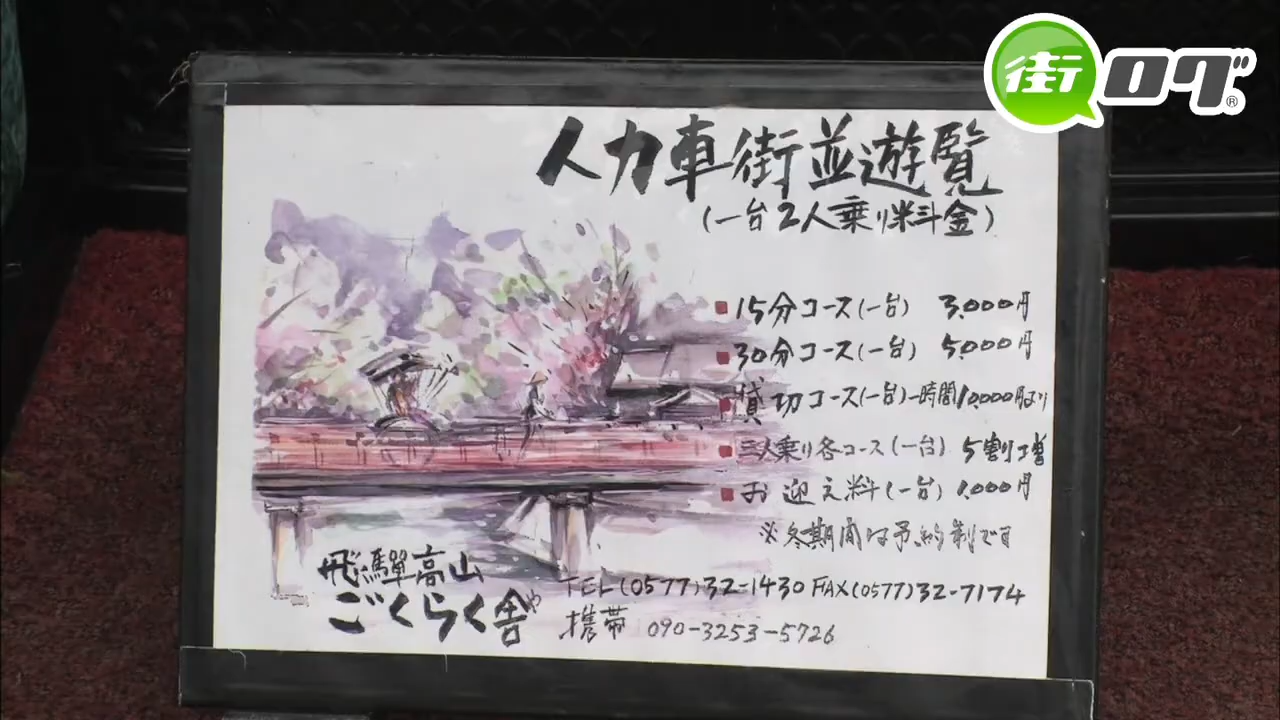 街ログ®
人力車街並遊覧
(一台2人乗り料金)
15分コース(一台) 3,000円
30分コース(一台) 5,000円
貸切コース(一台)一時間10,000円より
三人乗り各コース(一台) 5割増
お迎え料(一台) 1,000円
※冬期間は予約制です
飛騨高山
ごくらく舎や
TEL(0577)32-1430 FAX(0577)32-7174
携帯 090-3253-5726